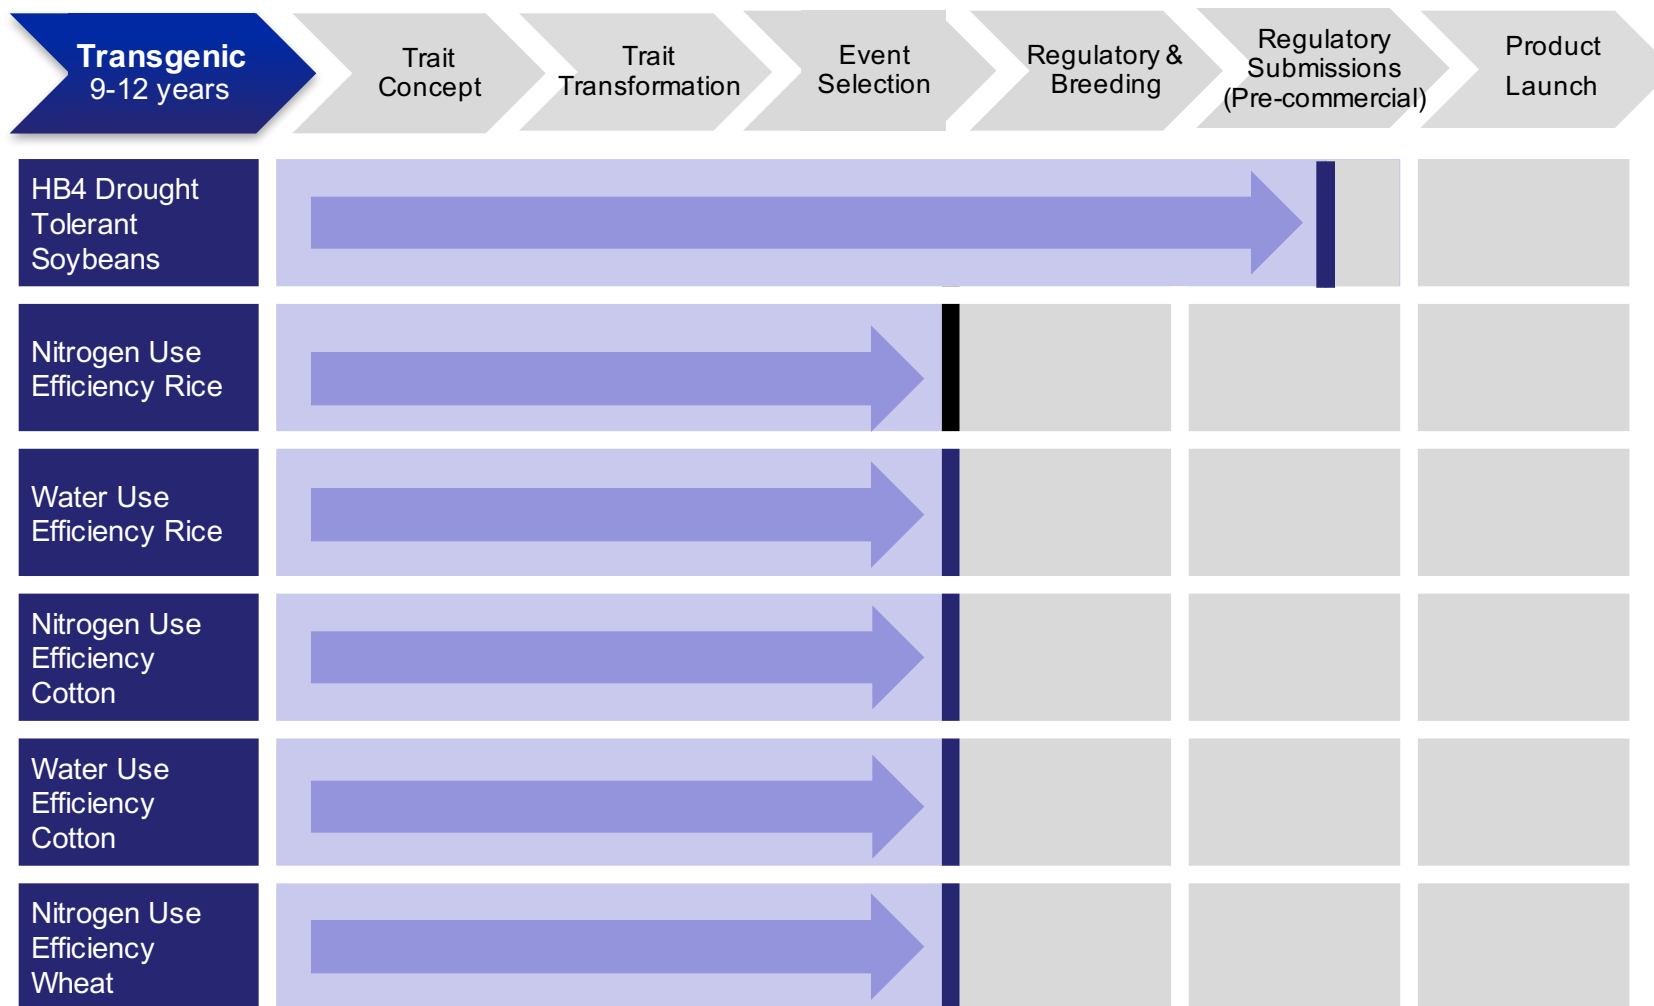 Transgenic
9-12 years
Trait
Concept
Trait
Transformation
Event
Selection
Regulatory &
Breeding
Regulatory
Submissions
(Pre-commercial)
Product
Launch
HB4 Drought
Tolerant
Soybeans
Nitrogen Use
Efficiency Rice
Water Use
Efficiency Rice
Nitrogen Use
Efficiency
Cotton
Water Use
Efficiency
Cotton
Nitrogen Use
Efficiency
Wheat